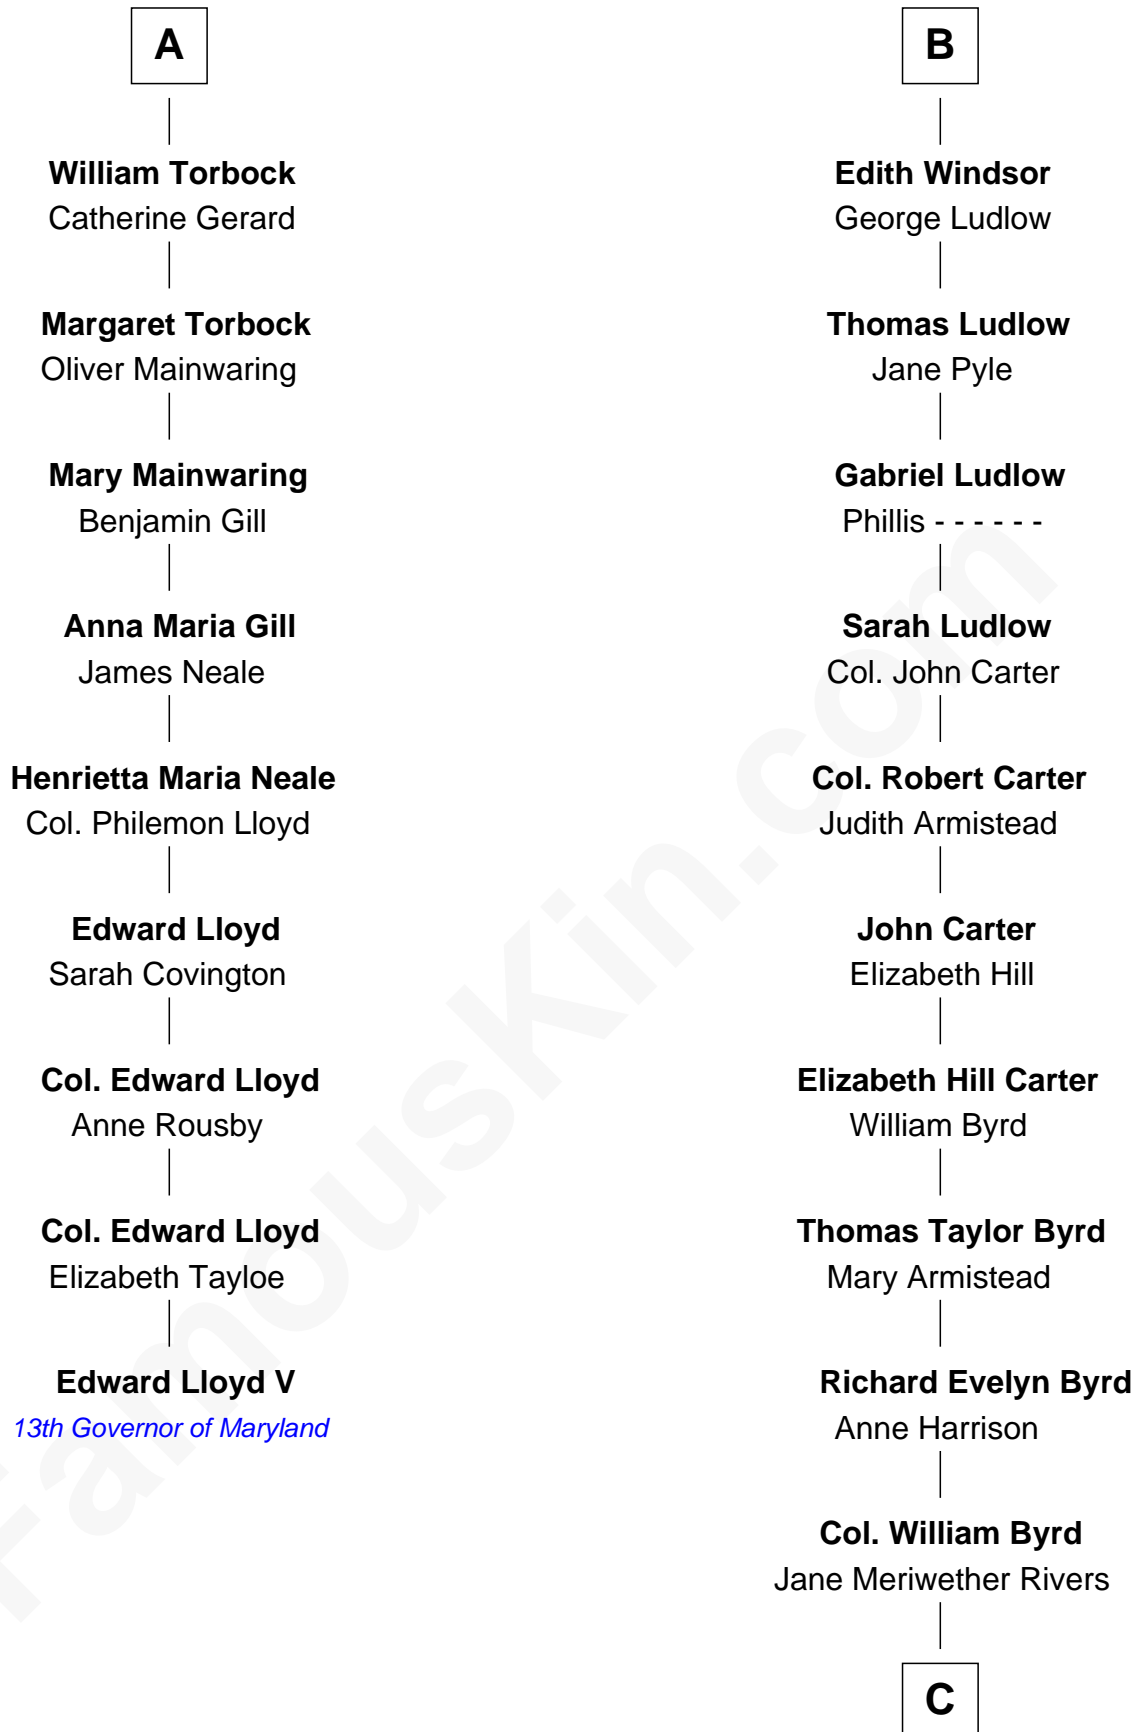 A
William Torbock
Catherine Gerard
Margaret Torbock
Oliver Mainwaring
Mary Mainwaring
Benjamin Gill
Anna Maria Gill
James Neale
Henrietta Maria Neale
Col. Philemon Lloyd
Edward Lloyd
Sarah Covington
Col. Edward Lloyd
Anne Rousby
Col. Edward Lloyd
Elizabeth Tayloe
Edward Lloyd V
13th Governor of Maryland
B
Edith Windsor
George Ludlow
Thomas Ludlow
Jane Pyle
Gabriel Ludlow
Phillis - - - - - -
Sarah Ludlow
Col. John Carter
Col. Robert Carter
Judith Armistead
John Carter
Elizabeth Hill
Elizabeth Hill Carter
William Byrd
Thomas Taylor Byrd
Mary Armistead
Richard Evelyn Byrd
Anne Harrison
Col. William Byrd
Jane Meriwether Rivers
C
FamousKin.com